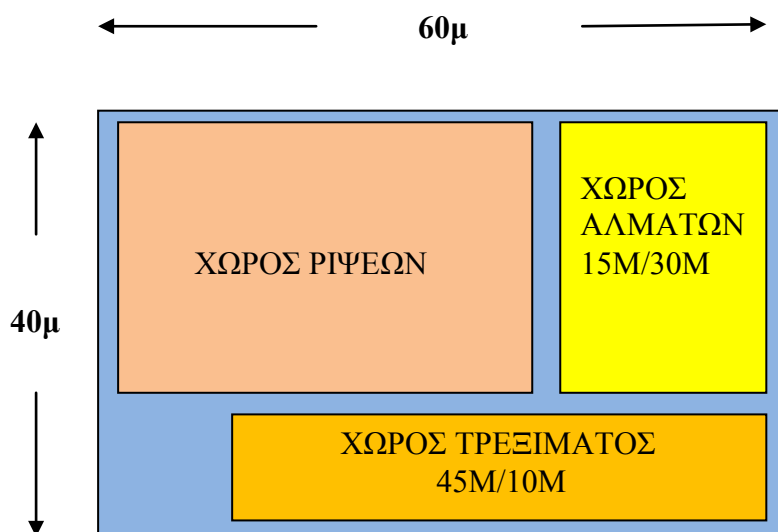 60μ
40μ
ΧΩΡΟΣ ΡΙΨΕΩΝ
ΧΩΡΟΣ
ΑΛΜΑΤΩΝ
15Μ/30Μ
ΧΩΡΟΣ ΤΡΕΞΙΜΑΤΟΣ
45Μ/10Μ